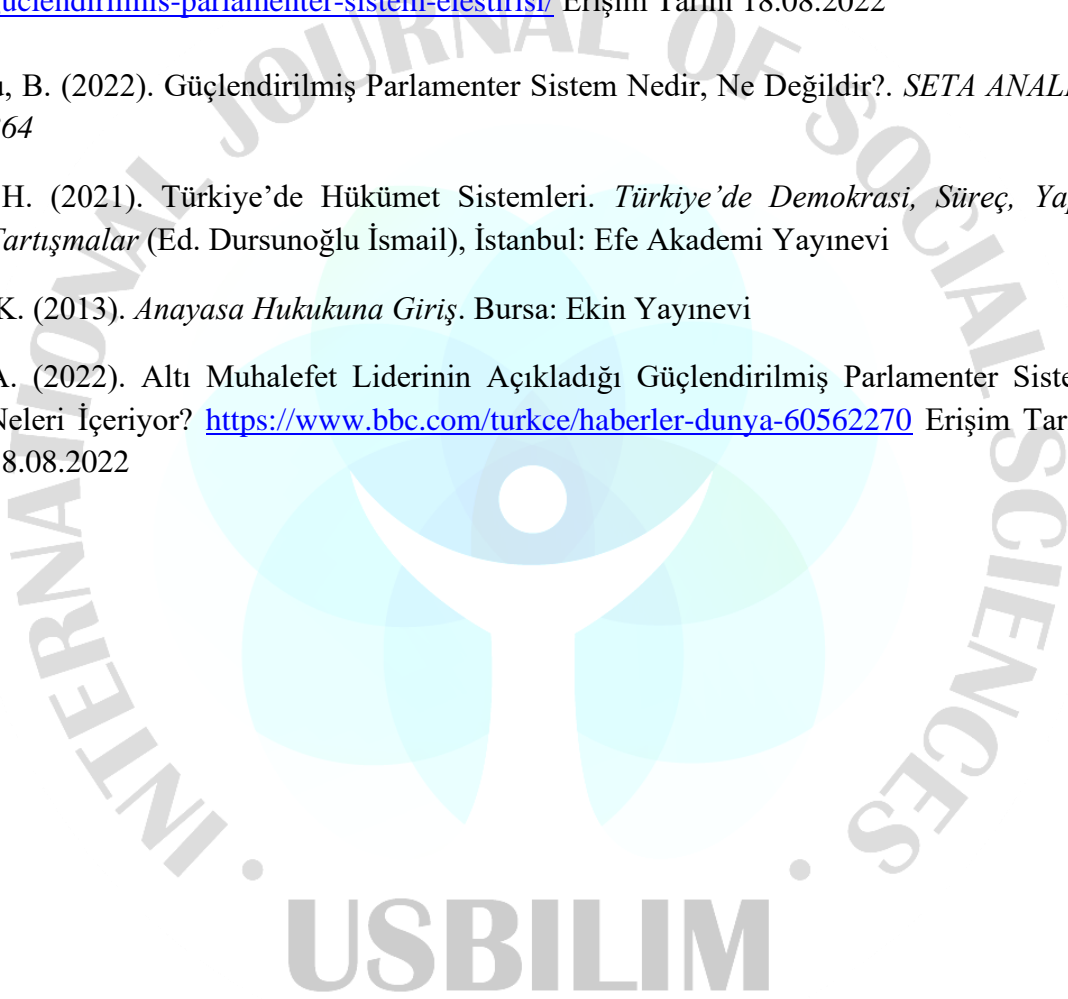 güçlendirilmis-parlamenter-sistem-elestirisi/ Erişim Tarihi 18.08.2022
B. (2022). Güçlendirilmiş Parlamenter Sistem Nedir, Ne Değildir?. SETA ANALİ
64
H. (2021). Türkiye’de Hükümet Sistemleri. Türkiye’de Demokrasi, Süreç, Yap
Tartışmalar (Ed. Dursunoğlu İsmail), İstanbul: Efe Akademi Yayınevi
K. (2013). Anayasa Hukukuna Giriş. Bursa: Ekin Yayınevi
A. (2022). Altı Muhalefet Liderinin Açıkladığı Güçlendirilmiş Parlamenter Siste
Neleri İçeriyor? https://www.bbc.com/turkce/haberler-dunya-60562270 Erişim Tar
8.08.2022
INTERNATIONAL JOURNAL OF SOCIAL SCIENCES
USBILIM